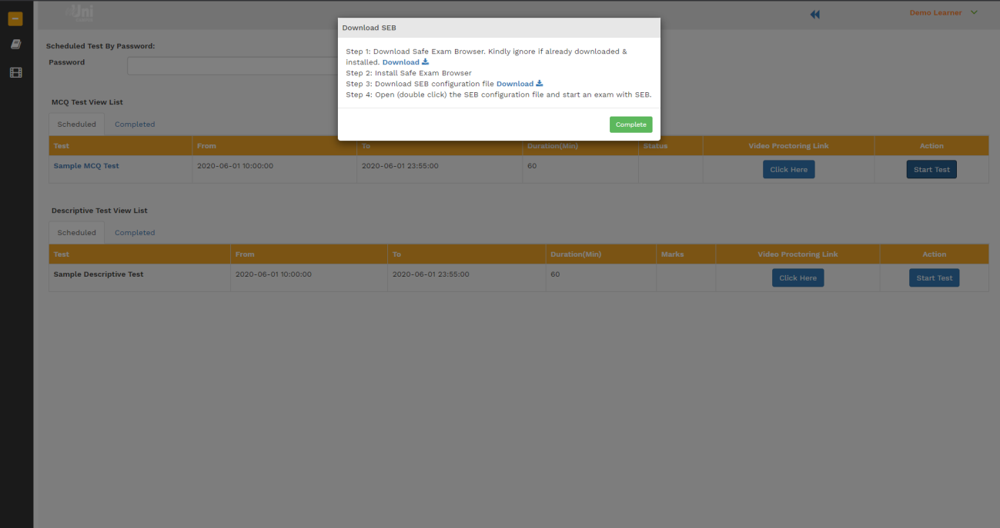 Uni
Demo Learner
Download SEB
Step 1: Download Safe Exam Browser. Kindly ignore if already downloaded &
installed. Download
Step 2: Install Safe Exam Browser
Step 3: Download SEB configuration file Download
Step 4: Open (double click) the SEB configuration file and start an exam with SEB.
Complete
Scheduled Test By Password:
Password
MCQ Test View List
Scheduled Completed
Test From To Duration(Min) Status Video Proctoring Link Action
Sample MCQ Test 2020-06-01 10:00:00 2020-06-01 23:55:00 60 Click Here Start Test
Descriptive Test View List
Scheduled Completed
Test From To Duration(Min) Marks Video Proctoring Link Action
Sample Descriptive Test 2020-06-01 10:00:00 2020-06-01 23:55:00 60 Click Here Start Test